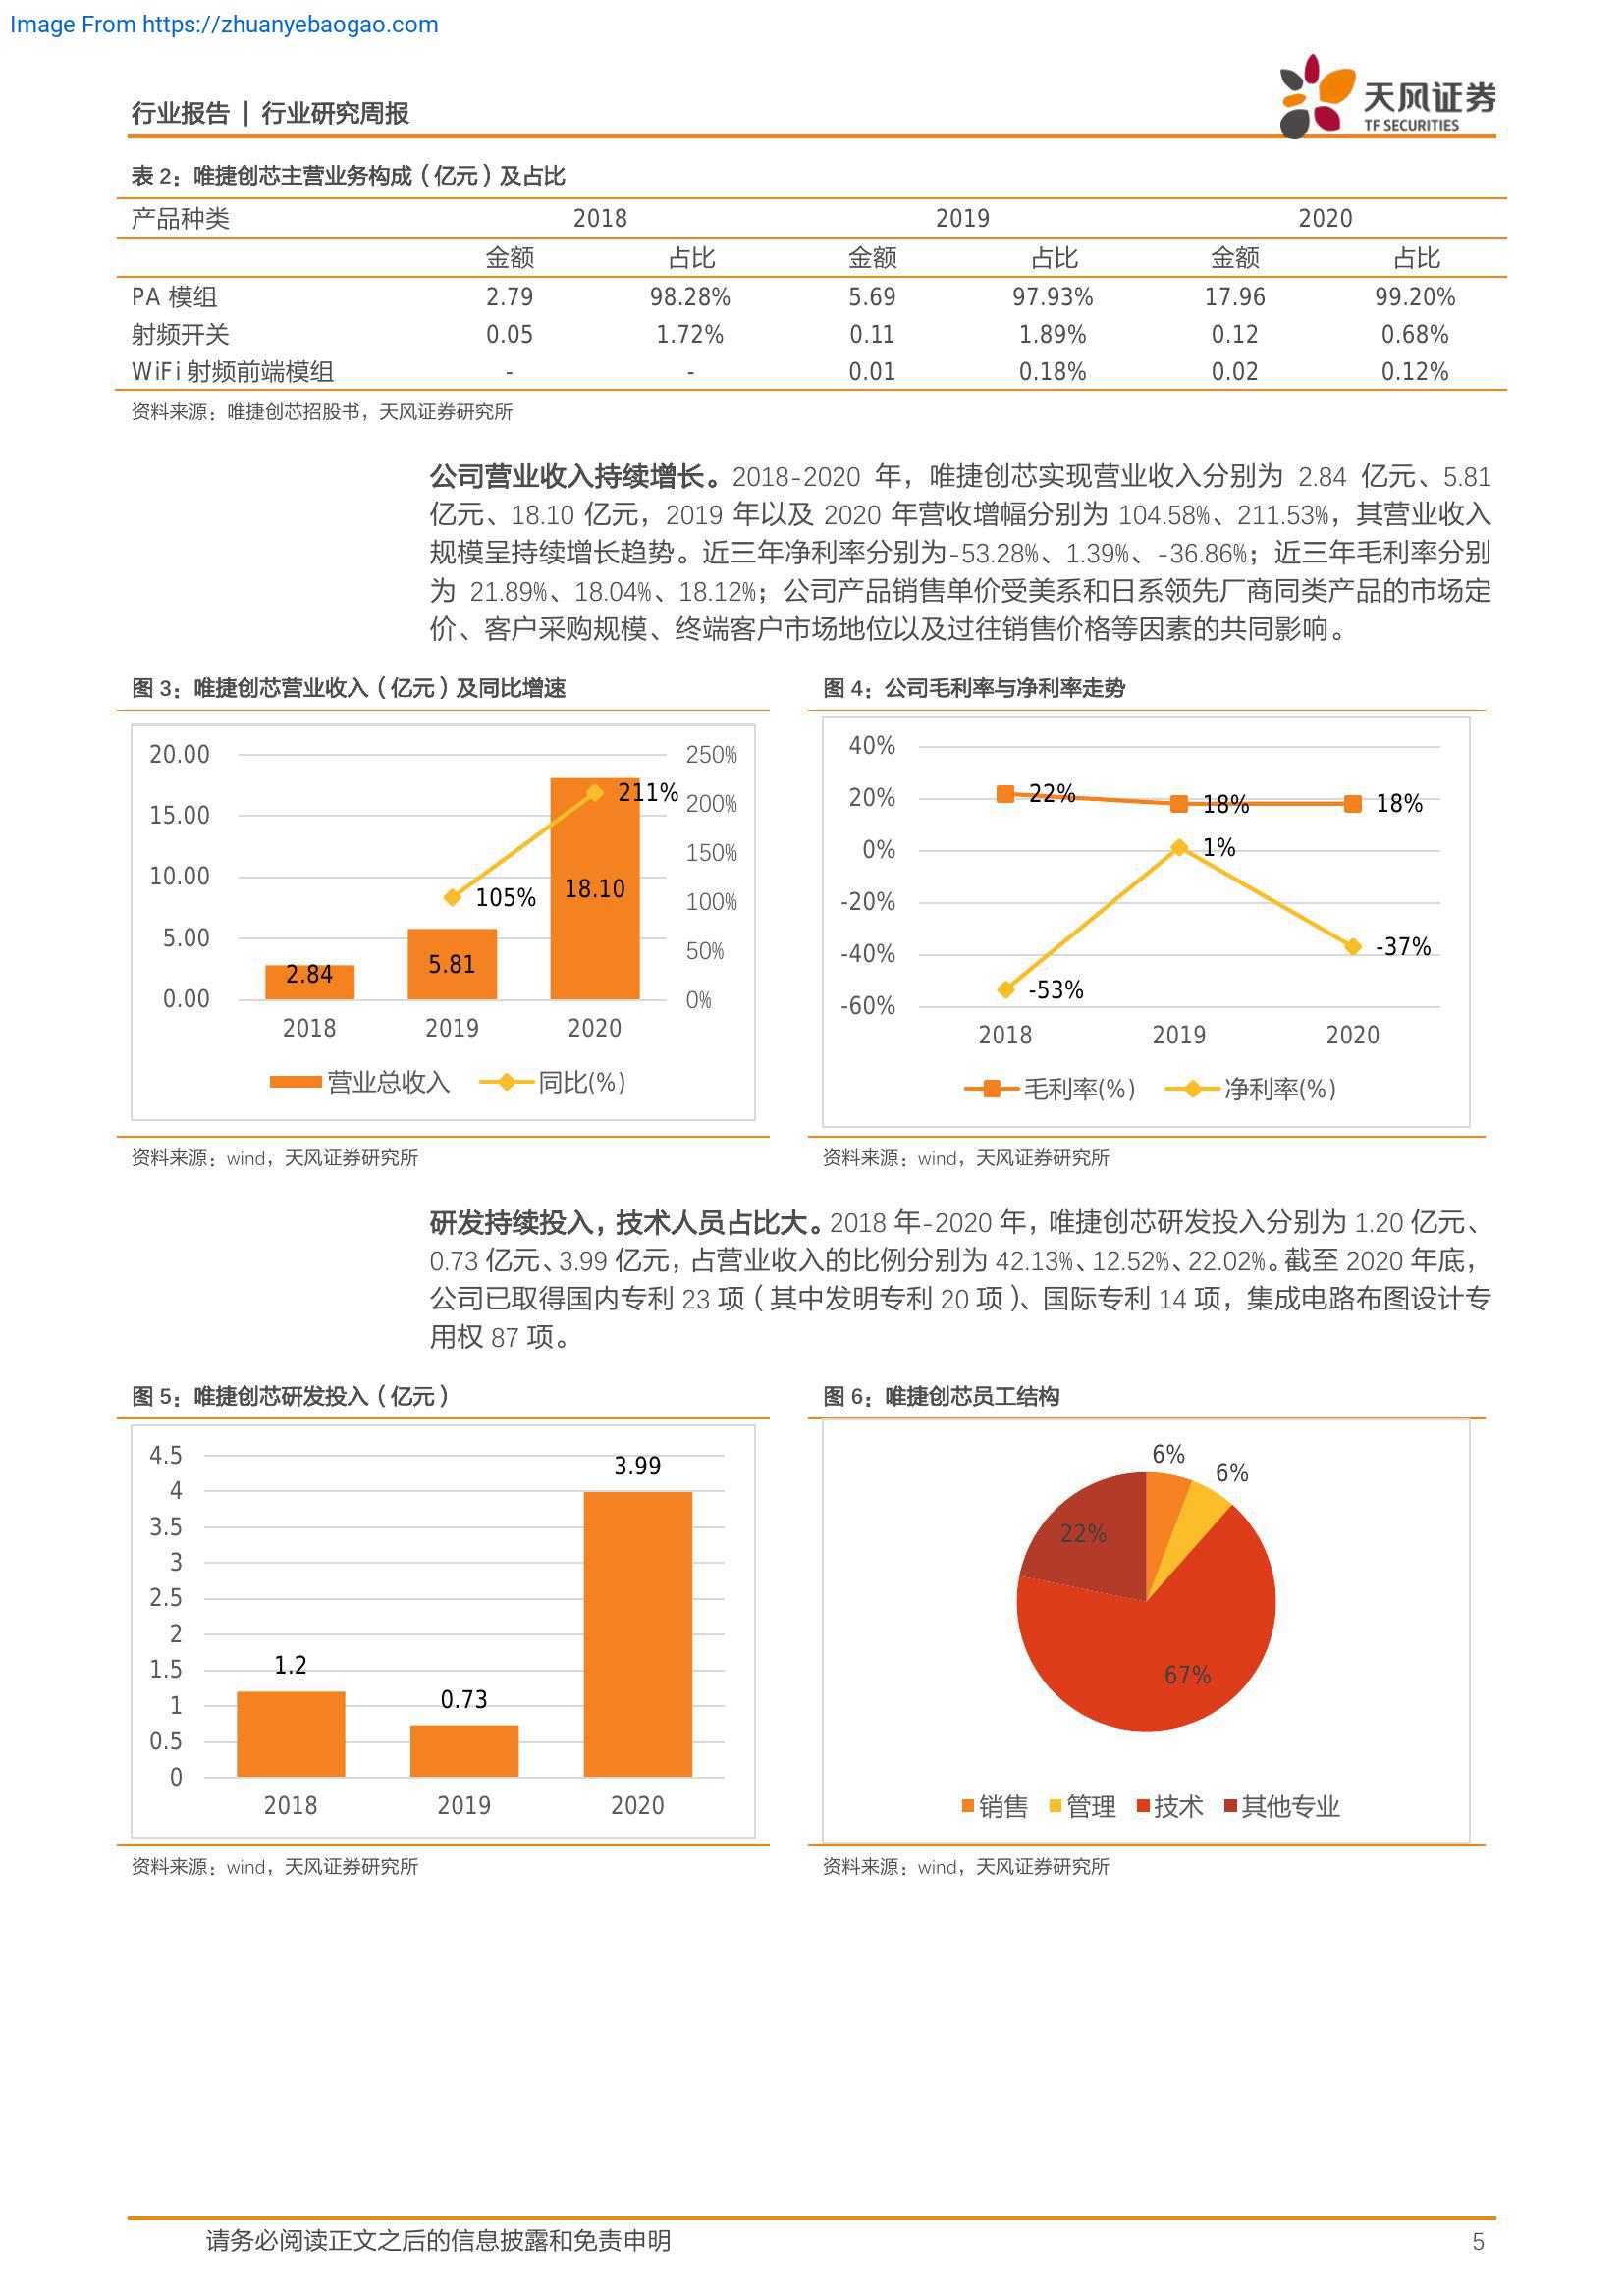 Image From https://zhuanyebaogao.com
行业报告 | 行业研究周报
天风证券
TF SECURITIES
表 2：唯捷创芯主营业务构成（亿元）及占比
产品种类 2018 2019 2020
金额 占比 金额 占比 金额 占比
PA 模组 2.79 98.28% 5.69 97.93% 17.96 99.20%
射频开关 0.05 1.72% 0.11 1.89% 0.12 0.68%
WiFi 射频前端模组 - - 0.01 0.18% 0.02 0.12%
资料来源：唯捷创芯招股书，天风证券研究所
公司营业收入持续增长。2018-2020 年，唯捷创芯实现营业收入分别为 2.84 亿元、5.81
亿元、18.10 亿元，2019 年以及 2020 年营收增幅分别为 104.58%、211.53%，其营业收入
规模呈持续增长趋势。近三年净利率分别为-53.28%、1.39%、-36.86%；近三年毛利率分别
为 21.89%、18.04%、18.12%；公司产品销售单价受美系和日系领先厂商同类产品的市场定
价、客户采购规模、终端客户市场地位以及过往销售价格等因素的共同影响。
图 3：唯捷创芯营业收入（亿元）及同比增速
20.00
15.00
10.00
5.00
0.00
250%
200%
150%
100%
50%
0%
211%
105%
18.10
5.81
2.84
2018 2019 2020
营业总收入 同比(%)
资料来源：wind，天风证券研究所
图 4：公司毛利率与净利率走势
40%
20%
0%
-20%
-40%
-60%
22% 18% 18%
1%
-37%
-53%
2018 2019 2020
毛利率(%) 净利率(%)
资料来源：wind，天风证券研究所
研发持续投入，技术人员占比大。2018 年-2020 年，唯捷创芯研发投入分别为 1.20 亿元、
0.73 亿元、3.99 亿元，占营业收入的比例分别为 42.13%、12.52%、22.02%。截至 2020 年底，
公司已取得国内专利 23 项（其中发明专利 20 项）、国际专利 14 项，集成电路布图设计专
用权 87 项。
图 5：唯捷创芯研发投入（亿元）
4.5
4
3.5
3
2.5
2
1.5
1
0.5
0
3.99
1.2
0.73
2018 2019 2020
资料来源：wind，天风证券研究所
图 6：唯捷创芯员工结构
6%
6%
22%
67%
销售 管理 技术 其他专业
资料来源：wind，天风证券研究所
请务必阅读正文之后的信息披露和免责申明 5